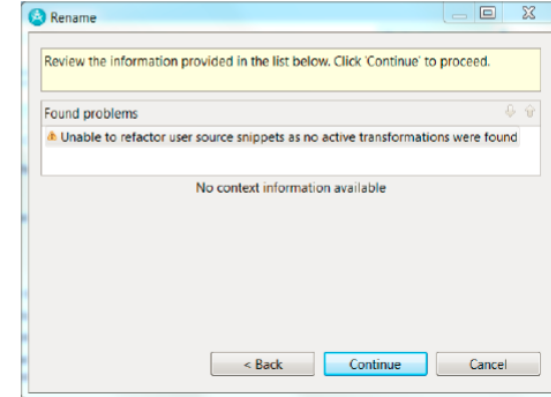 Rename
Review the information provided in the list below. Click 'Continue' to proceed.
Found problems
Unable to refactor user source snippets as no active transformations were found
No context information available
< Back
Continue
Cancel